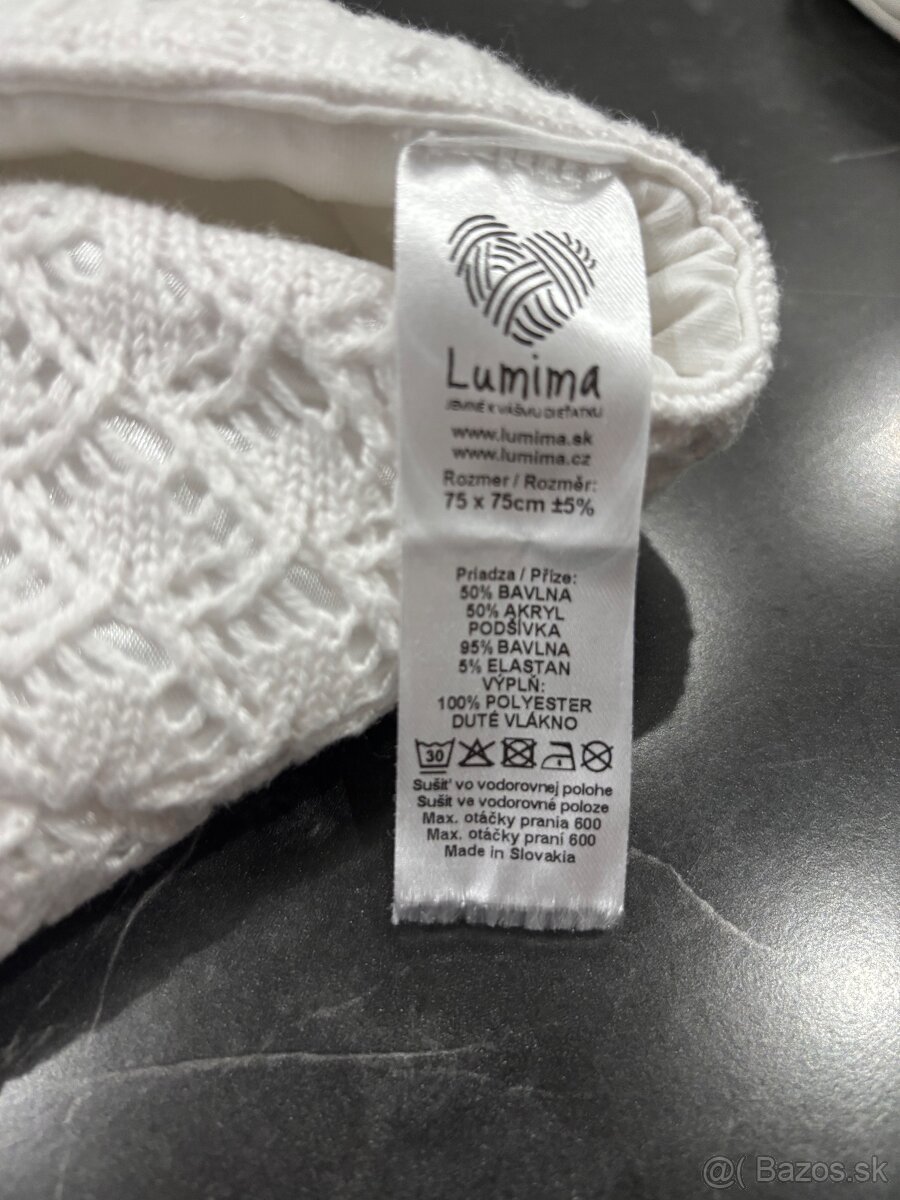 Lumima
JEMNÉ K VÁŠMU DIEŤATKU
www.lumima.sk
www.lumima.cz
Rozmer / Rozměr:
75 x 75cm ±5%
Priadza / Příze:
50% BAVLNA
50% AKRYL
PODŠÍVKA
95% BAVLNA
5% ELASTAN
VÝPLŇ:
100% POLYESTER
DUTÉ VLÁKNO
30
Sušiť vo vodorovnej polohe
Sušit ve vodorovné poloze
Max. otáčky prania 600
Max. otáčky praní 600
Made in Slovakia
@( Bazos.sk